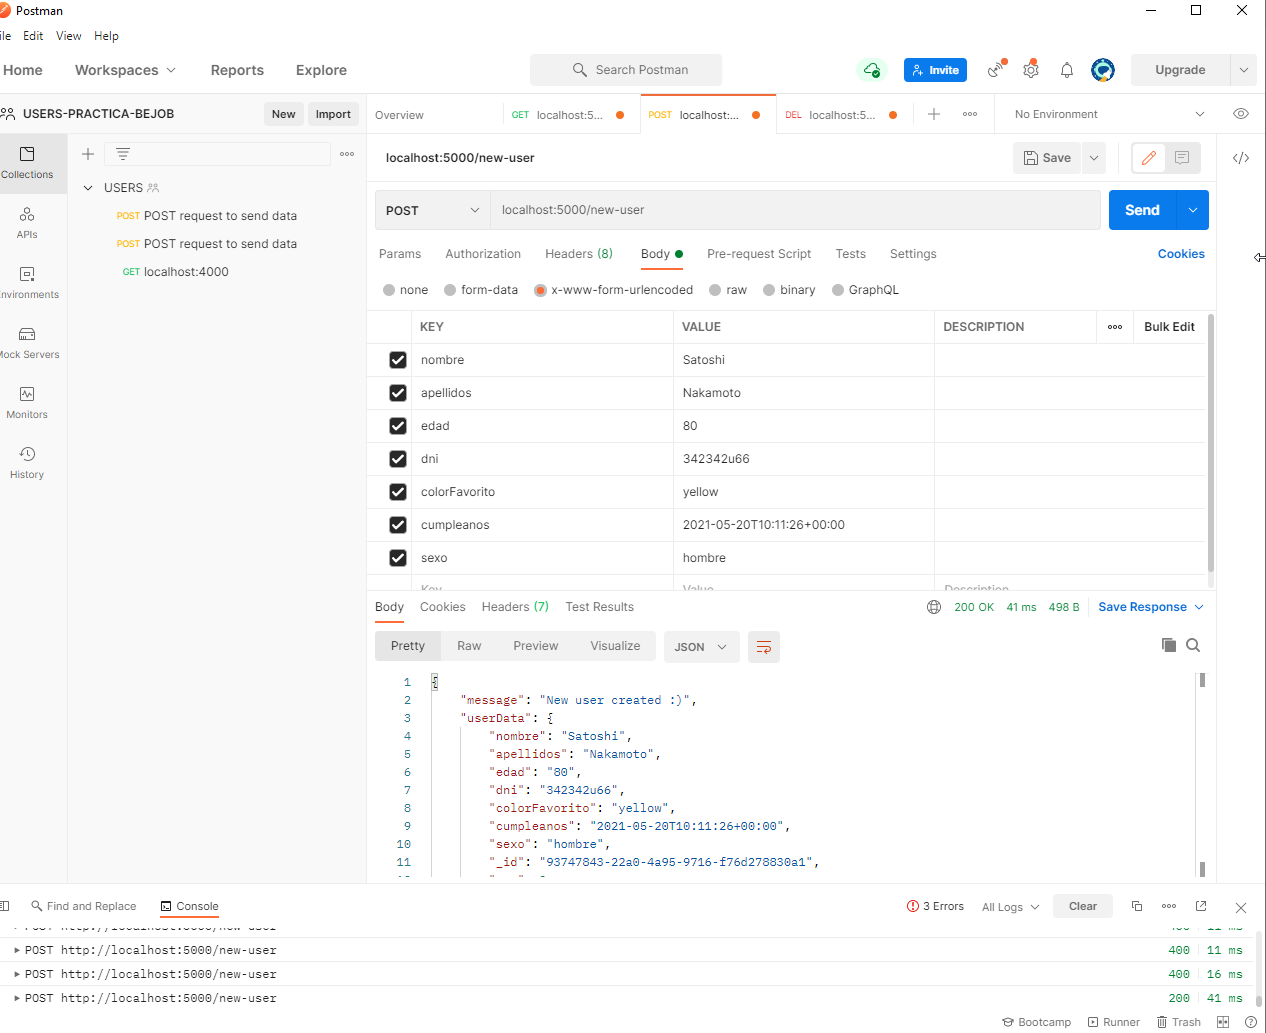 Postman
ile Edit View Help
Home Workspaces Reports Explore Search Postman Invite Upgrade
USERS-PRACTICA-BEJOB New Import
Overview GET localhost:5... POST localhost:... DEL localhost:5... No Environment
Collections
APIs
nvironments
Mock Servers
Monitors
History
USERS
POST POST request to send data
POST POST request to send data
GET localhost:4000
localhost:5000/new-user Save
POST localhost:5000/new-user Send
Params Authorization Headers (8) Body Pre-request Script Tests Settings Cookies
none form-data x-www-form-urlencoded raw binary GraphQL
KEY VALUE DESCRIPTION Bulk Edit
nombre Satoshi
apellidos Nakamoto
edad 80
dni 342342u66
colorFavorito yellow
cumpleanos 2021-05-20T10:11:26+00:00
sexo hombre
Key Value Description
Body Cookies Headers (7) Test Results 200 OK 41 ms 498 B Save Response
Pretty Raw Preview Visualize JSON
1 {
2 "message": "New user created :)",
3 "userData": {
4 "nombre": "Satoshi",
5 "apellidos": "Nakamoto",
6 "edad": "80",
7 "dni": "342342u66",
8 "colorFavorito": "yellow",
9 "cumpleanos": "2021-05-20T10:11:26+00:00",
10 "sexo": "hombre",
11 "_id": "93747843-22a0-4a95-9716-f76d278830a1",
Find and Replace Console 3 Errors All Logs Clear
POST http://localhost:5000/new-user 400 11 ms
POST http://localhost:5000/new-user 400 11 ms
POST http://localhost:5000/new-user 400 16 ms
POST http://localhost:5000/new-user 200 41 ms
Bootcamp Runner Trash